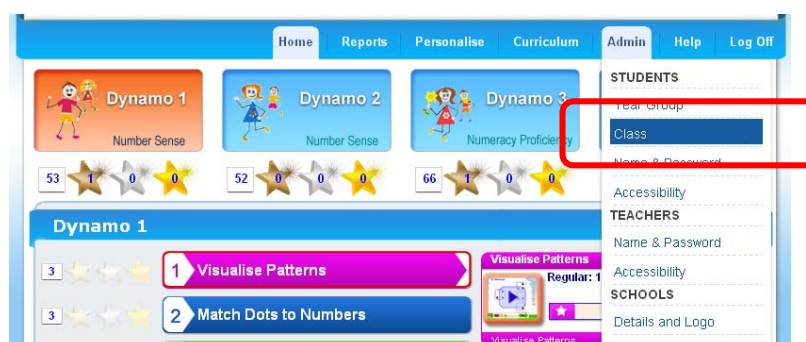 Home Reports Personalise Curriculum Admin Help Log Off
Dynamo 1
Number Sense
Dynamo 2
Number Sense
Dynamo 3
Numeracy Proficiency
53 1 0 0
52 0 0 0
66 1 0 0
STUDENTS
Year Group
Class
Name & Password
Accessibility
TEACHERS
Name & Password
Accessibility
SCHOOLS
Details and Logo
Dynamo 1
3
1 Visualise Patterns
3
2 Match Dots to Numbers
Visualise Patterns
Regular: 1
Visualise Patterns